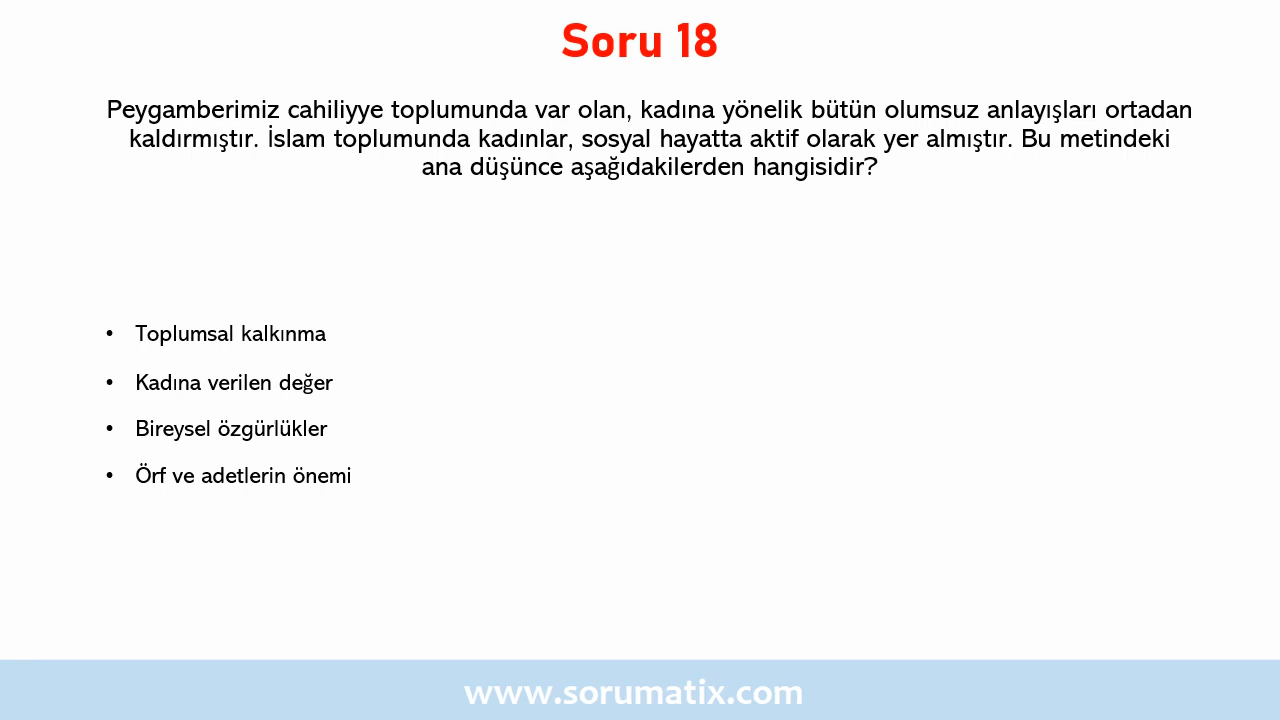 Soru 18
Peygamberimiz cahiliyye toplumunda var olan, kadına yönelik bütün olumsuz anlayışları ortadan
kaldırmıştır. İslam toplumunda kadınlar, sosyal hayatta aktif olarak yer almıştır. Bu metindeki
ana düşünce aşağıdakilerden hangisidir?
• Toplumsal kalkınma
• Kadına verilen değer
• Bireysel özgürlükler
• Örf ve adetlerin önemi
www.sorumatix.com